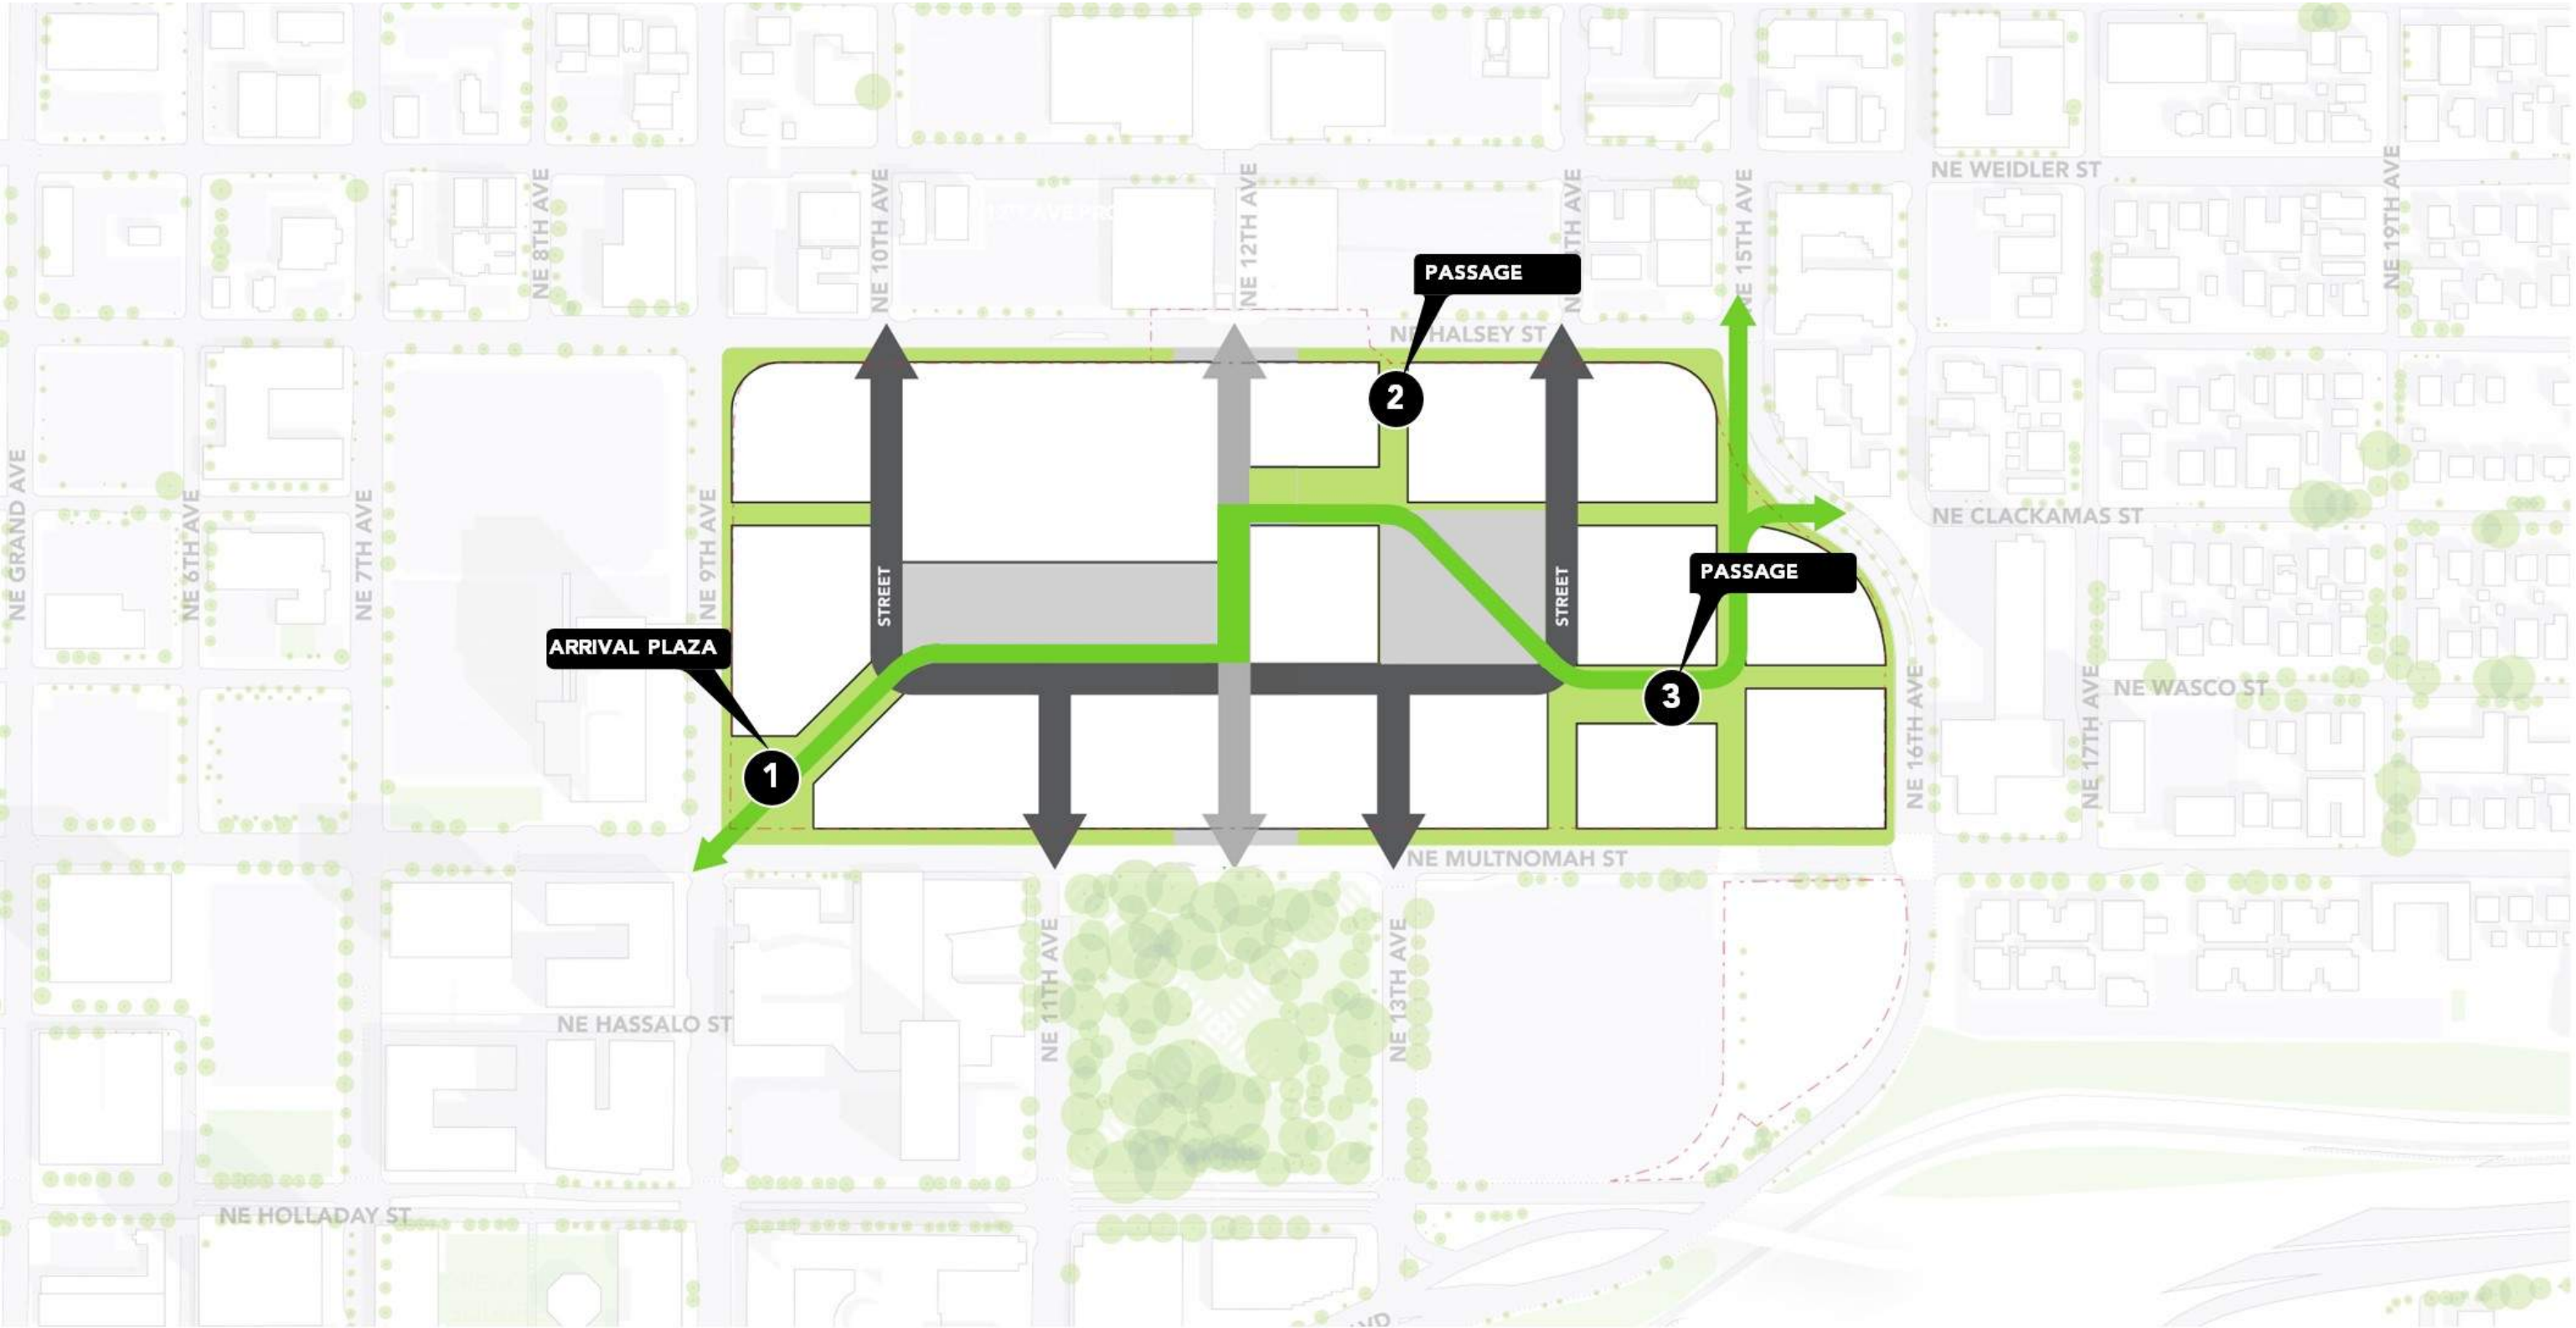 NE WEIDLER ST
NE 8TH AVE
NE 10TH AVE
NE 12TH AVE
NE 15TH AVE
NE 19TH AVE
PASSAGE
NE HALSEY ST
2
NE GRAND AVE
NE 6TH AVE
NE 7TH AVE
NE 9TH AVE
NE CLACKAMAS ST
STREET
STREET
PASSAGE
ARRIVAL PLAZA
3
NE WASCO ST
NE 16TH AVE
NE 17TH AVE
1
NE MULTNOMAH ST
NE 11TH AVE
NE 13TH AVE
NE HASSALO ST
NE HOLLADAY ST